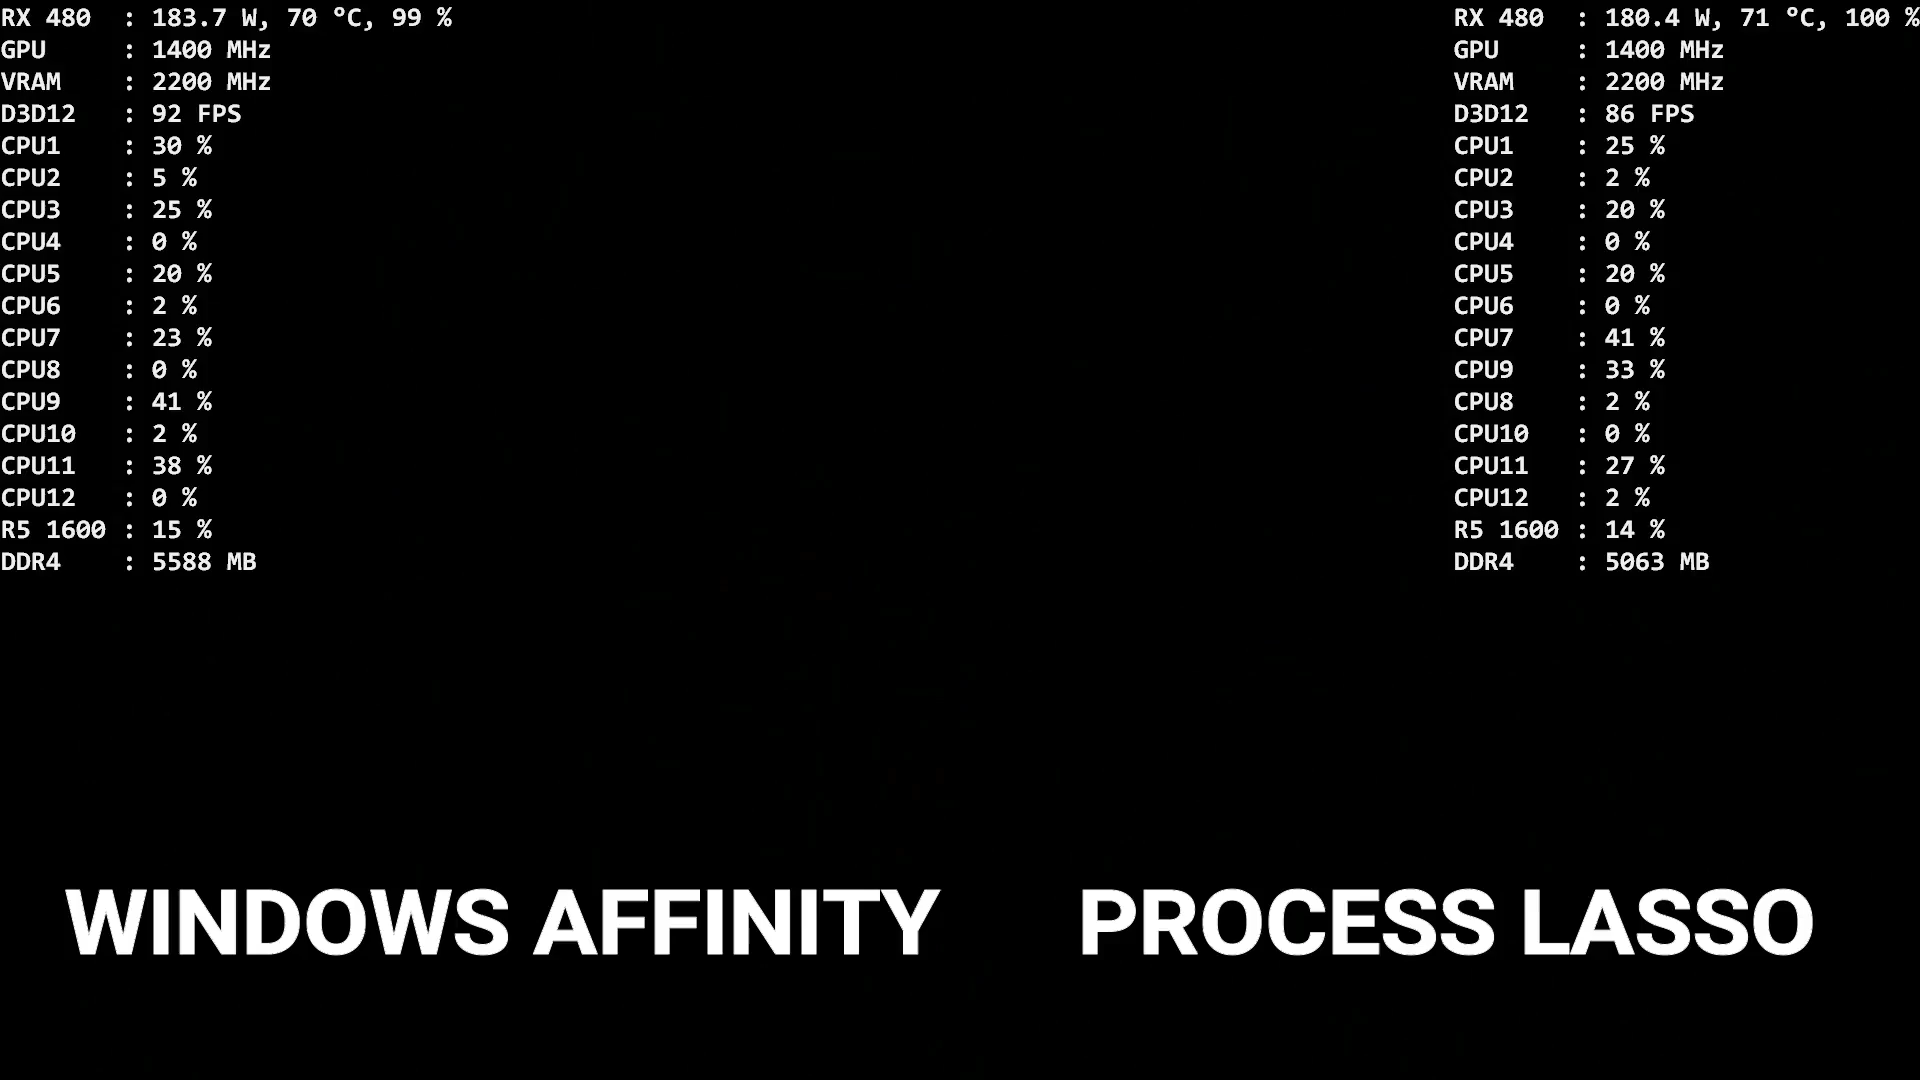 RX 480 : 183.7 W, 70 °C, 99 %
GPU : 1400 MHz
VRAM : 2200 MHz
D3D12 : 92 FPS
CPU1 : 30 %
CPU2 : 5 %
CPU3 : 25 %
CPU4 : 0 %
CPU5 : 20 %
CPU6 : 2 %
CPU7 : 23 %
CPU8 : 0 %
CPU9 : 41 %
CPU10 : 2 %
CPU11 : 38 %
CPU12 : 0 %
R5 1600 : 15 %
DDR4 : 5588 MB
RX 480 : 180.4 W, 71 °C, 100 %
GPU : 1400 MHz
VRAM : 2200 MHz
D3D12 : 86 FPS
CPU1 : 25 %
CPU2 : 2 %
CPU3 : 20 %
CPU4 : 0 %
CPU5 : 20 %
CPU6 : 0 %
CPU7 : 41 %
CPU9 : 33 %
CPU8 : 2 %
CPU10 : 0 %
CPU11 : 27 %
CPU12 : 2 %
R5 1600 : 14 %
DDR4 : 5063 MB
WINDOWS AFFINITY
PROCESS LASSO